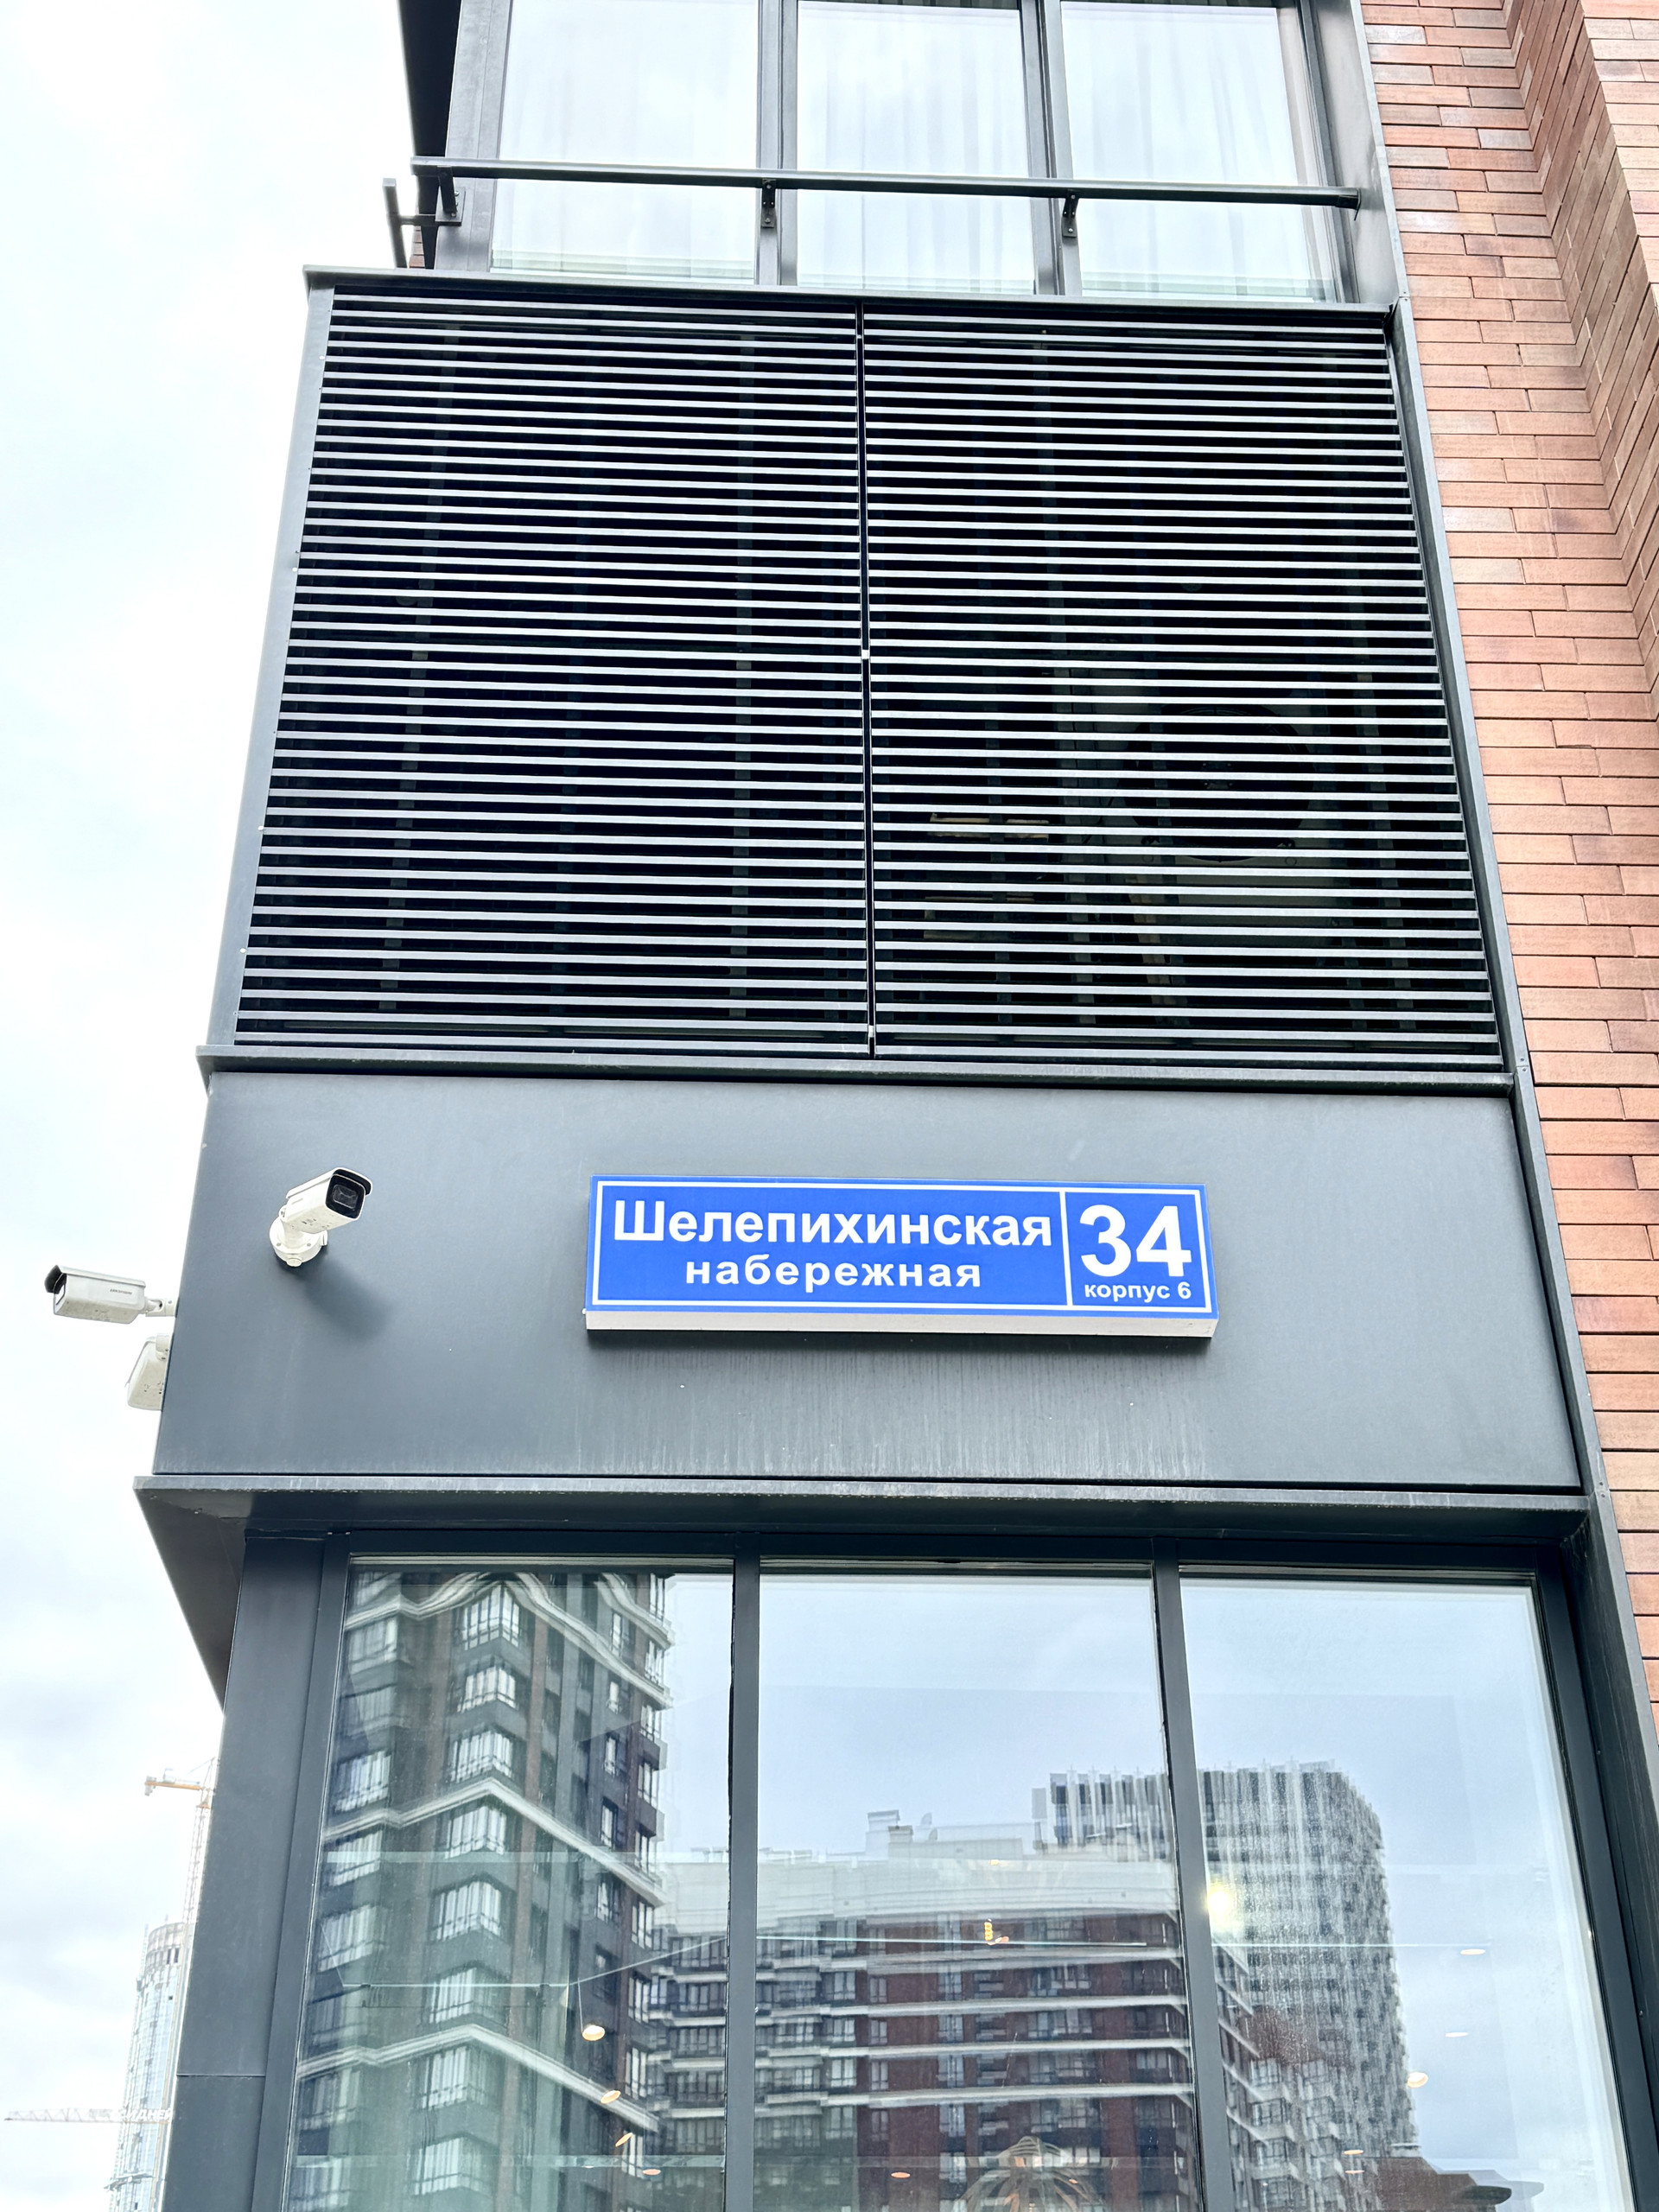 Шелепихинская
набережная
34
корпус 6